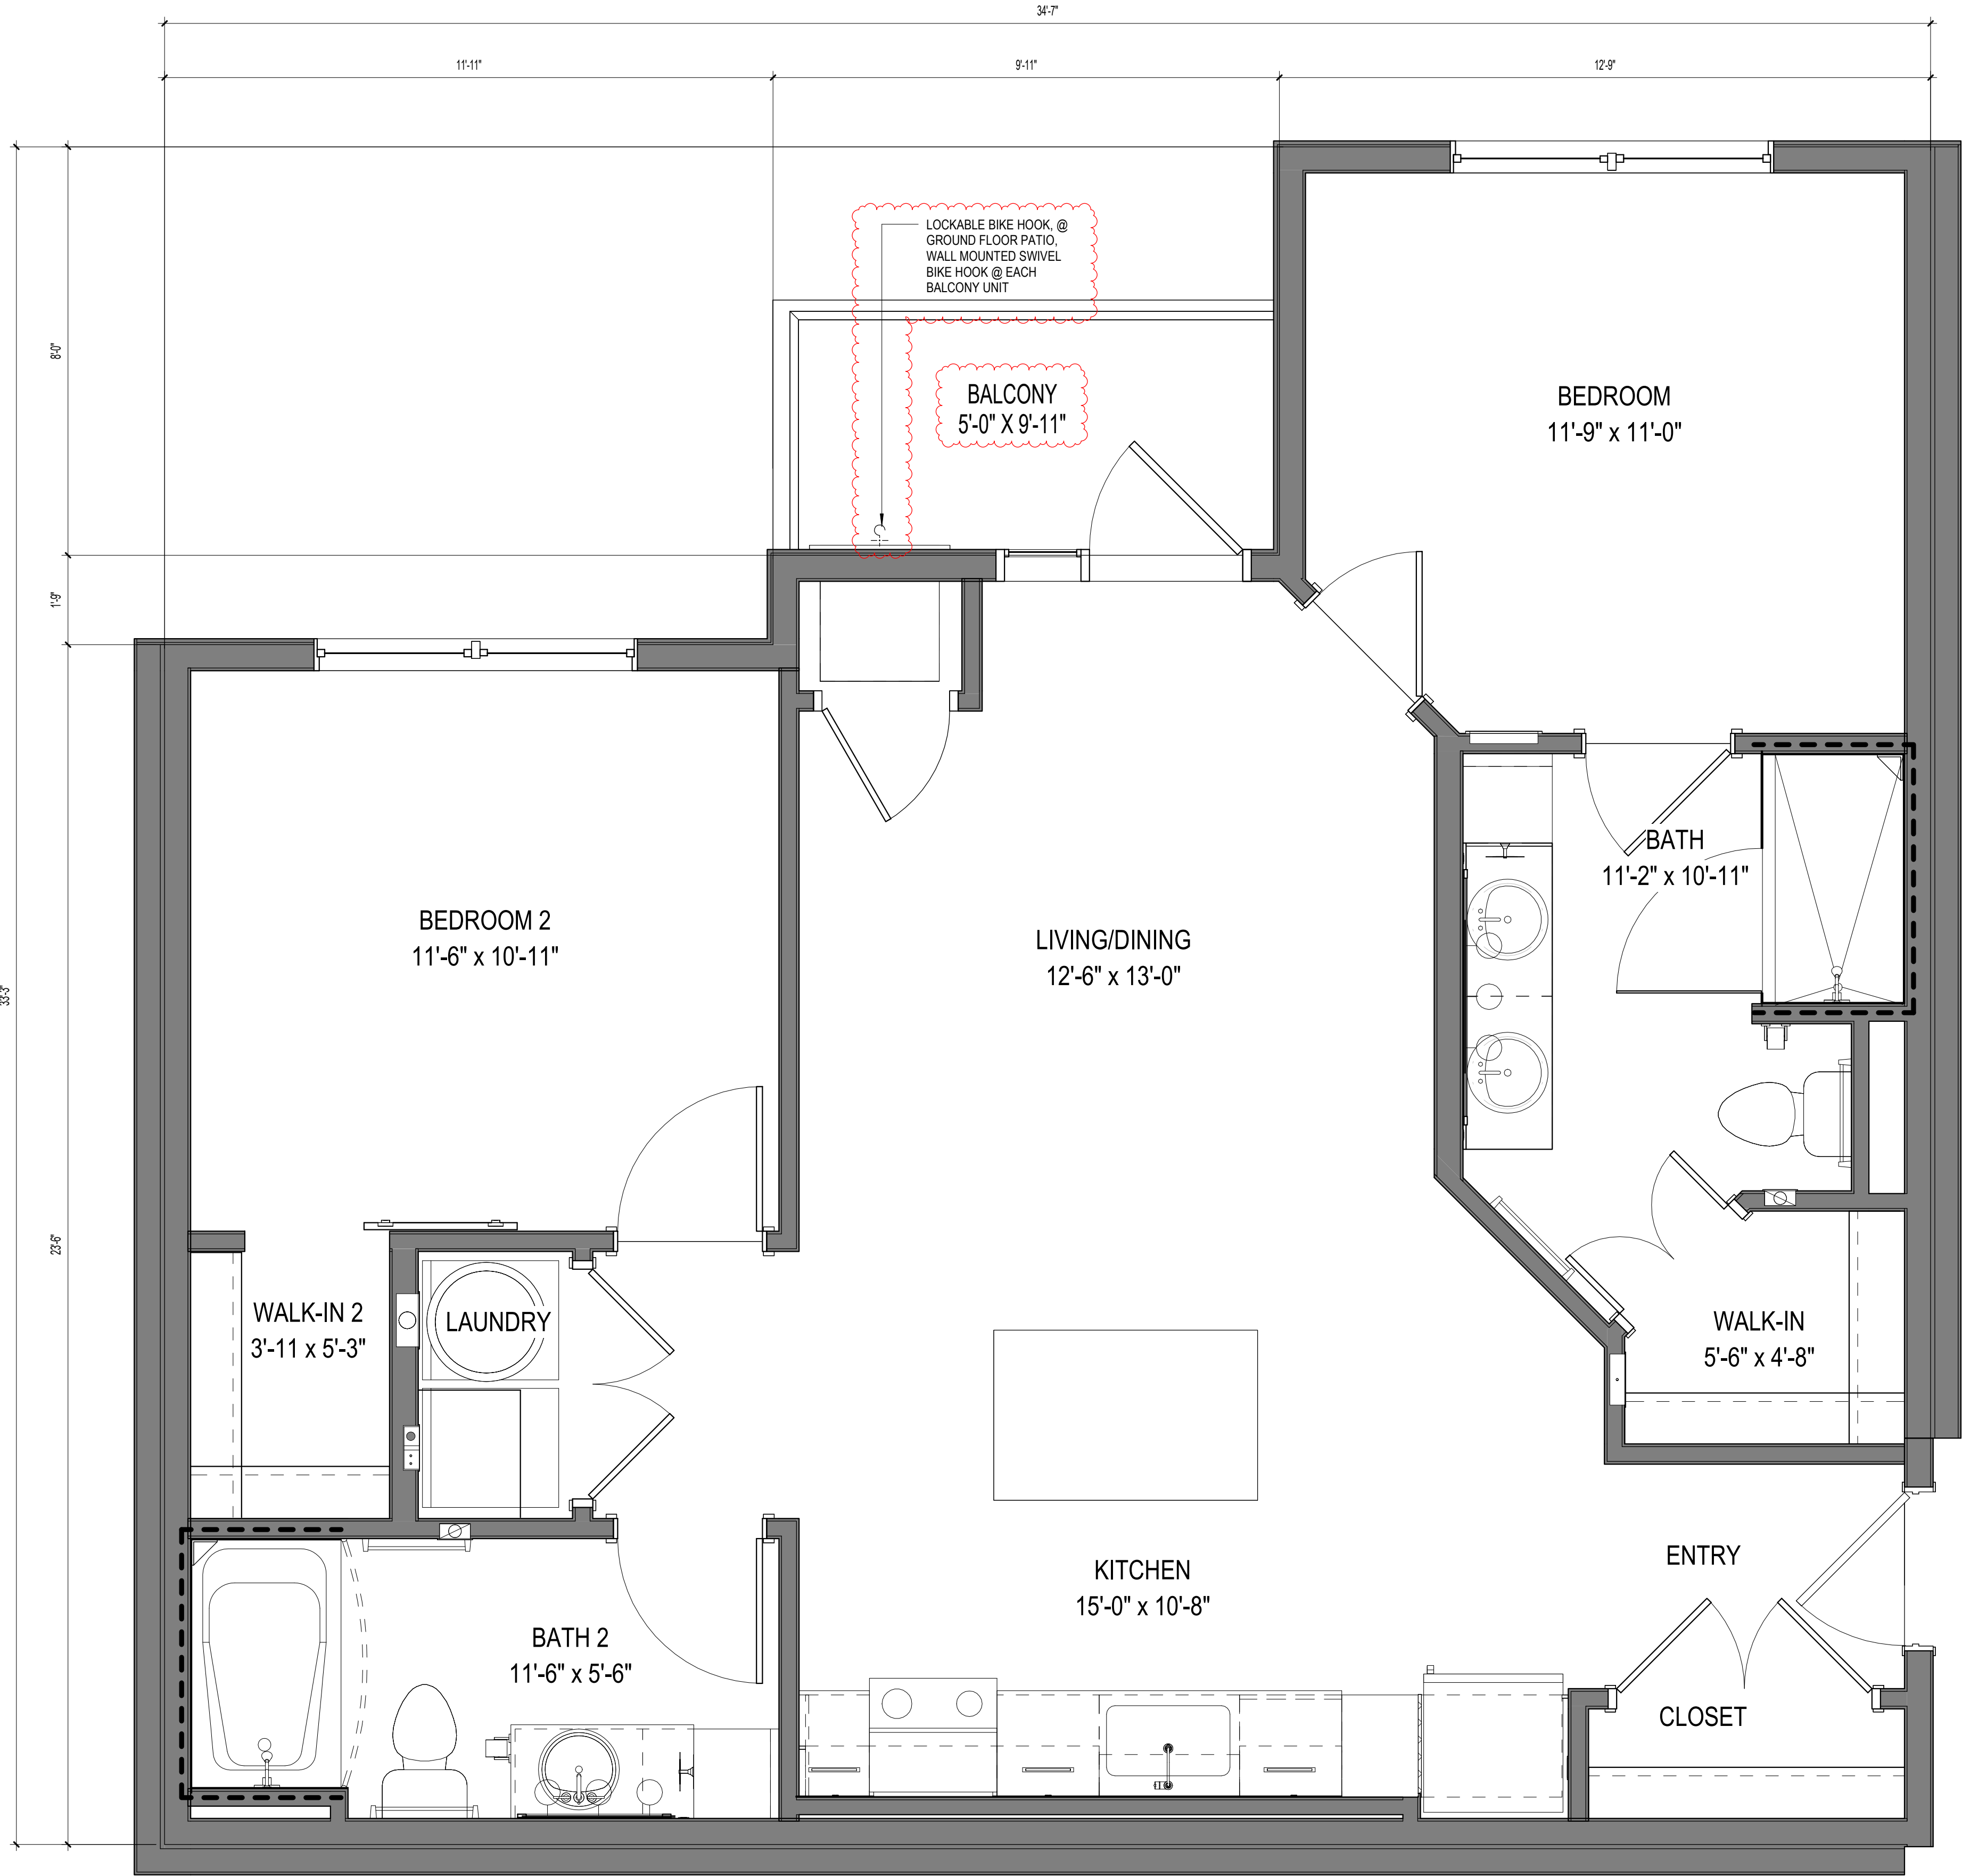 34'-7"
11'-11"
9'-11"
12'-9"
LOCKABLE BIKE HOOK, @
GROUND FLOOR PATIO,
WALL MOUNTED SWIVEL
BIKE HOOK @ EACH
BALCONY UNIT
8'-0"
BALCONY
5'-0" X 9'-11"
BEDROOM
11'-9" x 11'-0"
1'-9"
BATH
11'-2" x 10'-11"
BEDROOM 2
11'-6" x 10'-11"
LIVING/DINING
12'-6" x 13'-0"
33'-3"
23'-6"
WALK-IN 2
3'-11 x 5'-3"
LAUNDRY
WALK-IN
5'-6" x 4'-8"
ENTRY
KITCHEN
15'-0" x 10'-8"
BATH 2
11'-6" x 5'-6"
CLOSET